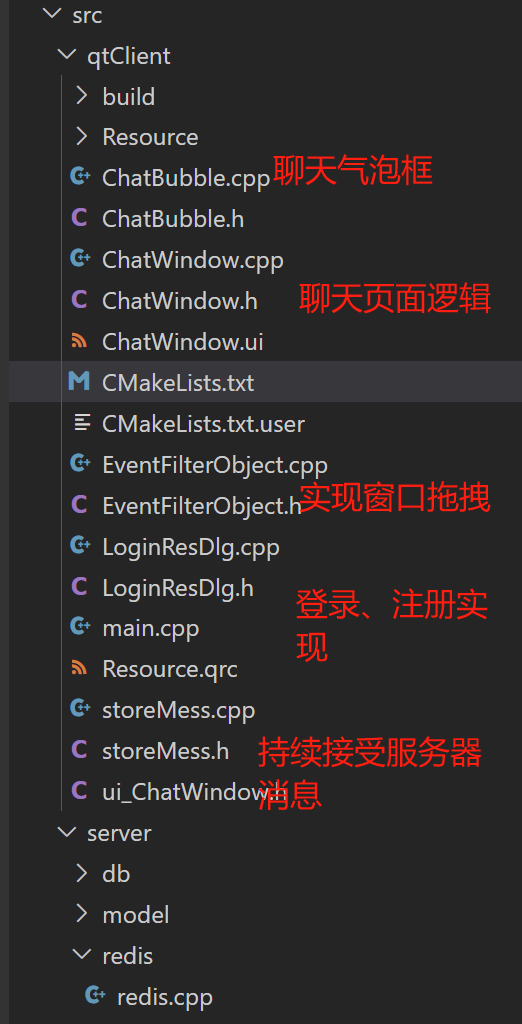 src
qtClient
build
Resource
ChatBubble.cpp
聊天气泡框
ChatBubble.h
ChatWindow.cpp
ChatWindow.h
聊天页面逻辑
ChatWindow.ui
CMakeLists.txt
CMakeLists.txt.user
EventFilterObject.cpp
EventFilterObject.h
实现窗口拖拽
LoginResDlg.cpp
LoginResDlg.h
登录、注册实
现
main.cpp
Resource.qrc
storeMess.cpp
storeMess.h
持续接受服务器
消息
ui_ChatWindow.h
server
db
model
redis
redis.cpp